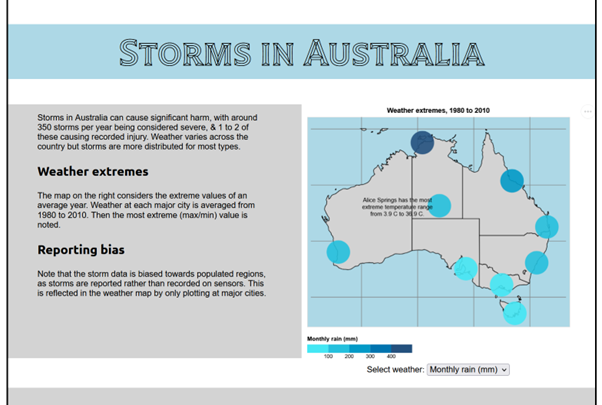 STORMS IN AUSTRALIA
Storms in Australia can cause significant harm, with around
350 storms per year being considered severe, & 1 to 2 of
these causing recorded injury. Weather varies across the
country but storms are more distributed for most types.
Weather extremes
The map on the right considers the extreme values of an
average year. Weather at each major city is averaged from
1980 to 2010. Then the most extreme (max/min) value is
noted.
Reporting bias
Note that the storm data is biased towards populated regions,
as storms are reported rather than recorded on sensors. This
is reflected in the weather map by only plotting at major cities.
Weather extremes, 1980 to 2010
Alice Springs has the most
extreme temperature range
from 3.9 C to 36.9 C.
Monthly rain (mm)
100 200 300 400
Select weather: Monthly rain (mm)